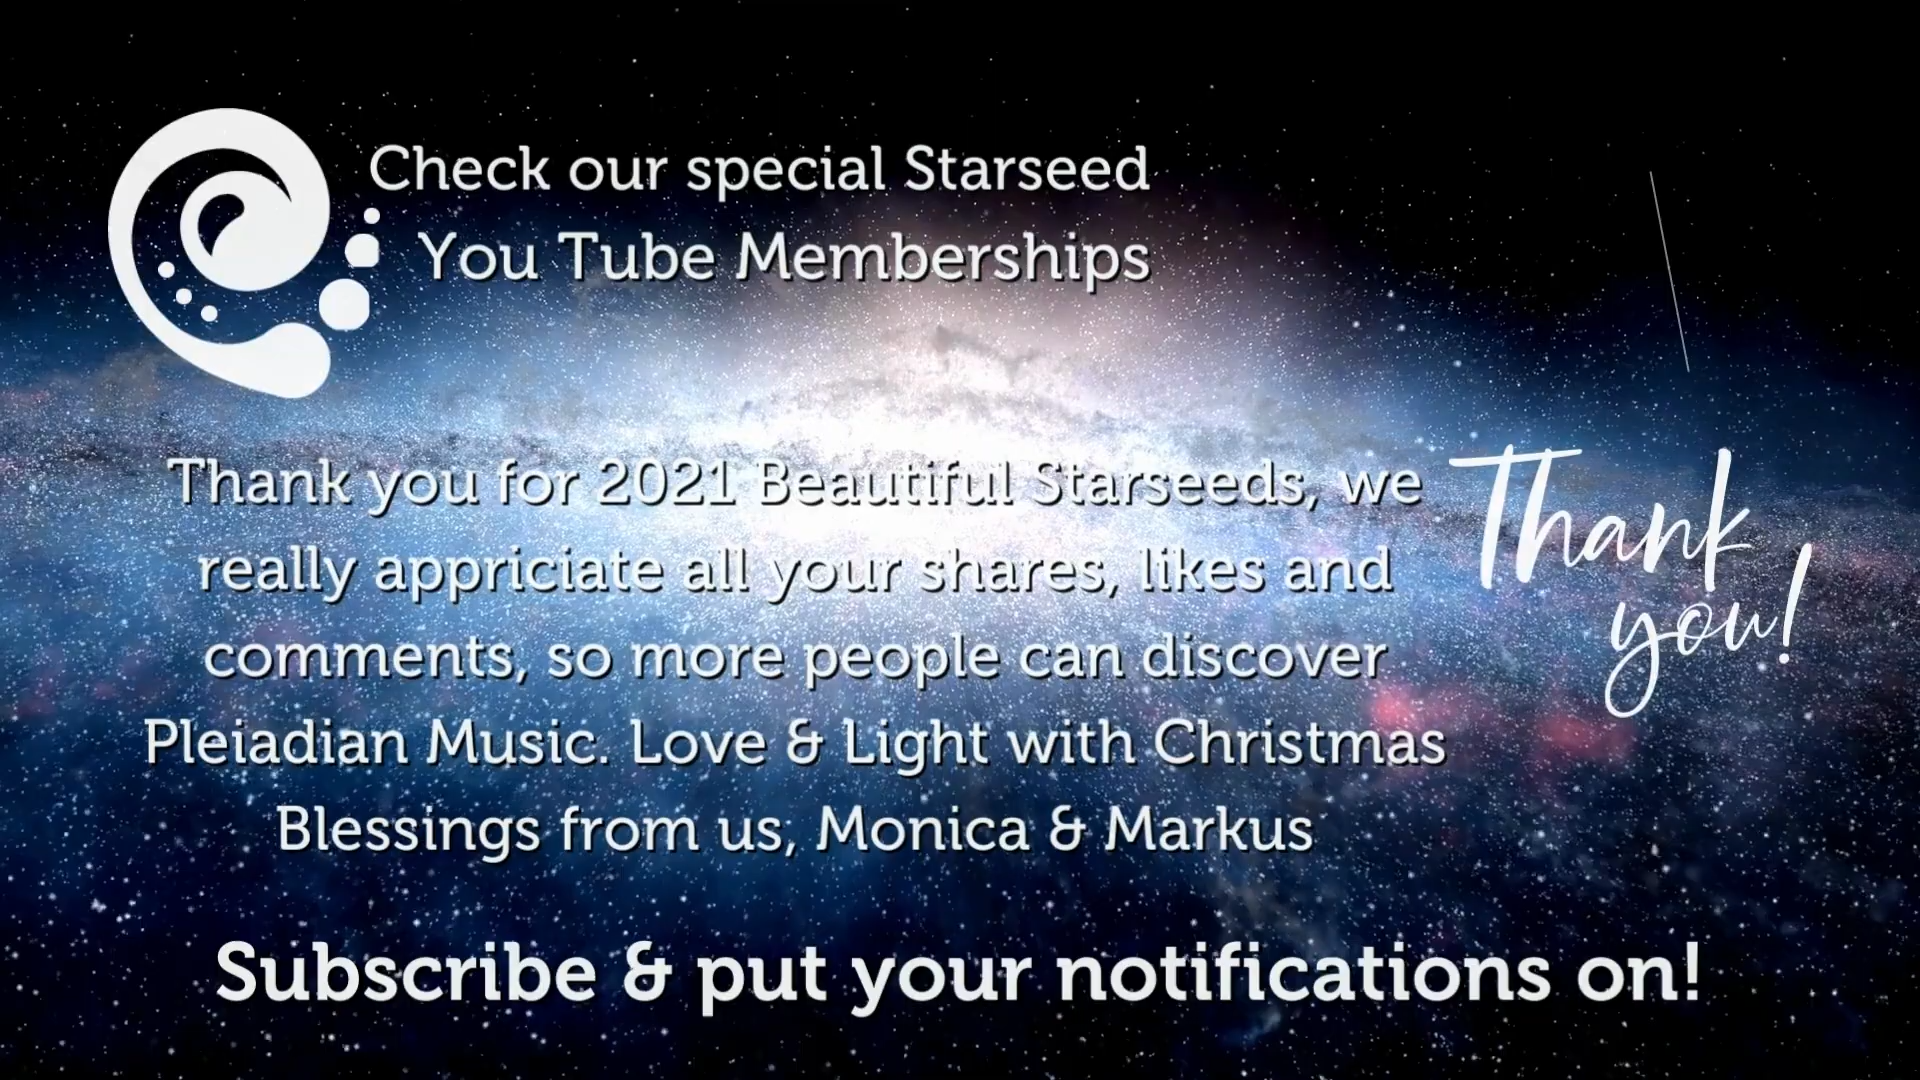 Check our special Starseed
You Tube Memberships
Thank you for 2021 Beautiful Starseeds, we
really appriciate all your shares, likes and
comments, so more people can discover
Pleiadian Music. Love & Light with Christmas
Blessings from us, Monica & Markus
Thank
you!
Subscribe & put your notifications on!